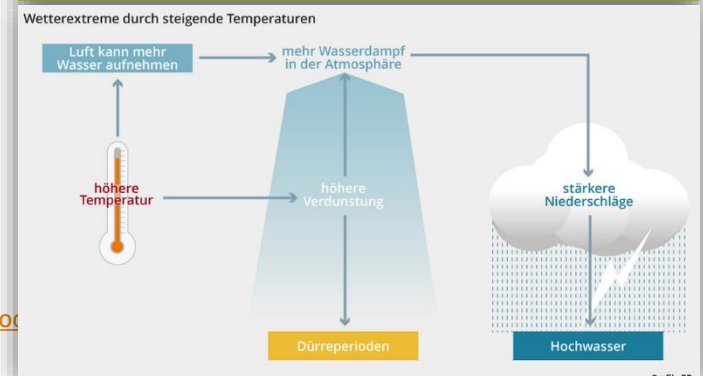 Wetterextreme durch steigende Temperaturen
Luft kann mehr
Wasser aufnehmen
mehr Wasserdampf
in der Atmosphäre
höhere
Temperatur
höhere
Verdunstung
stärkere
Niederschläge
Dürreperioden
Hochwasser